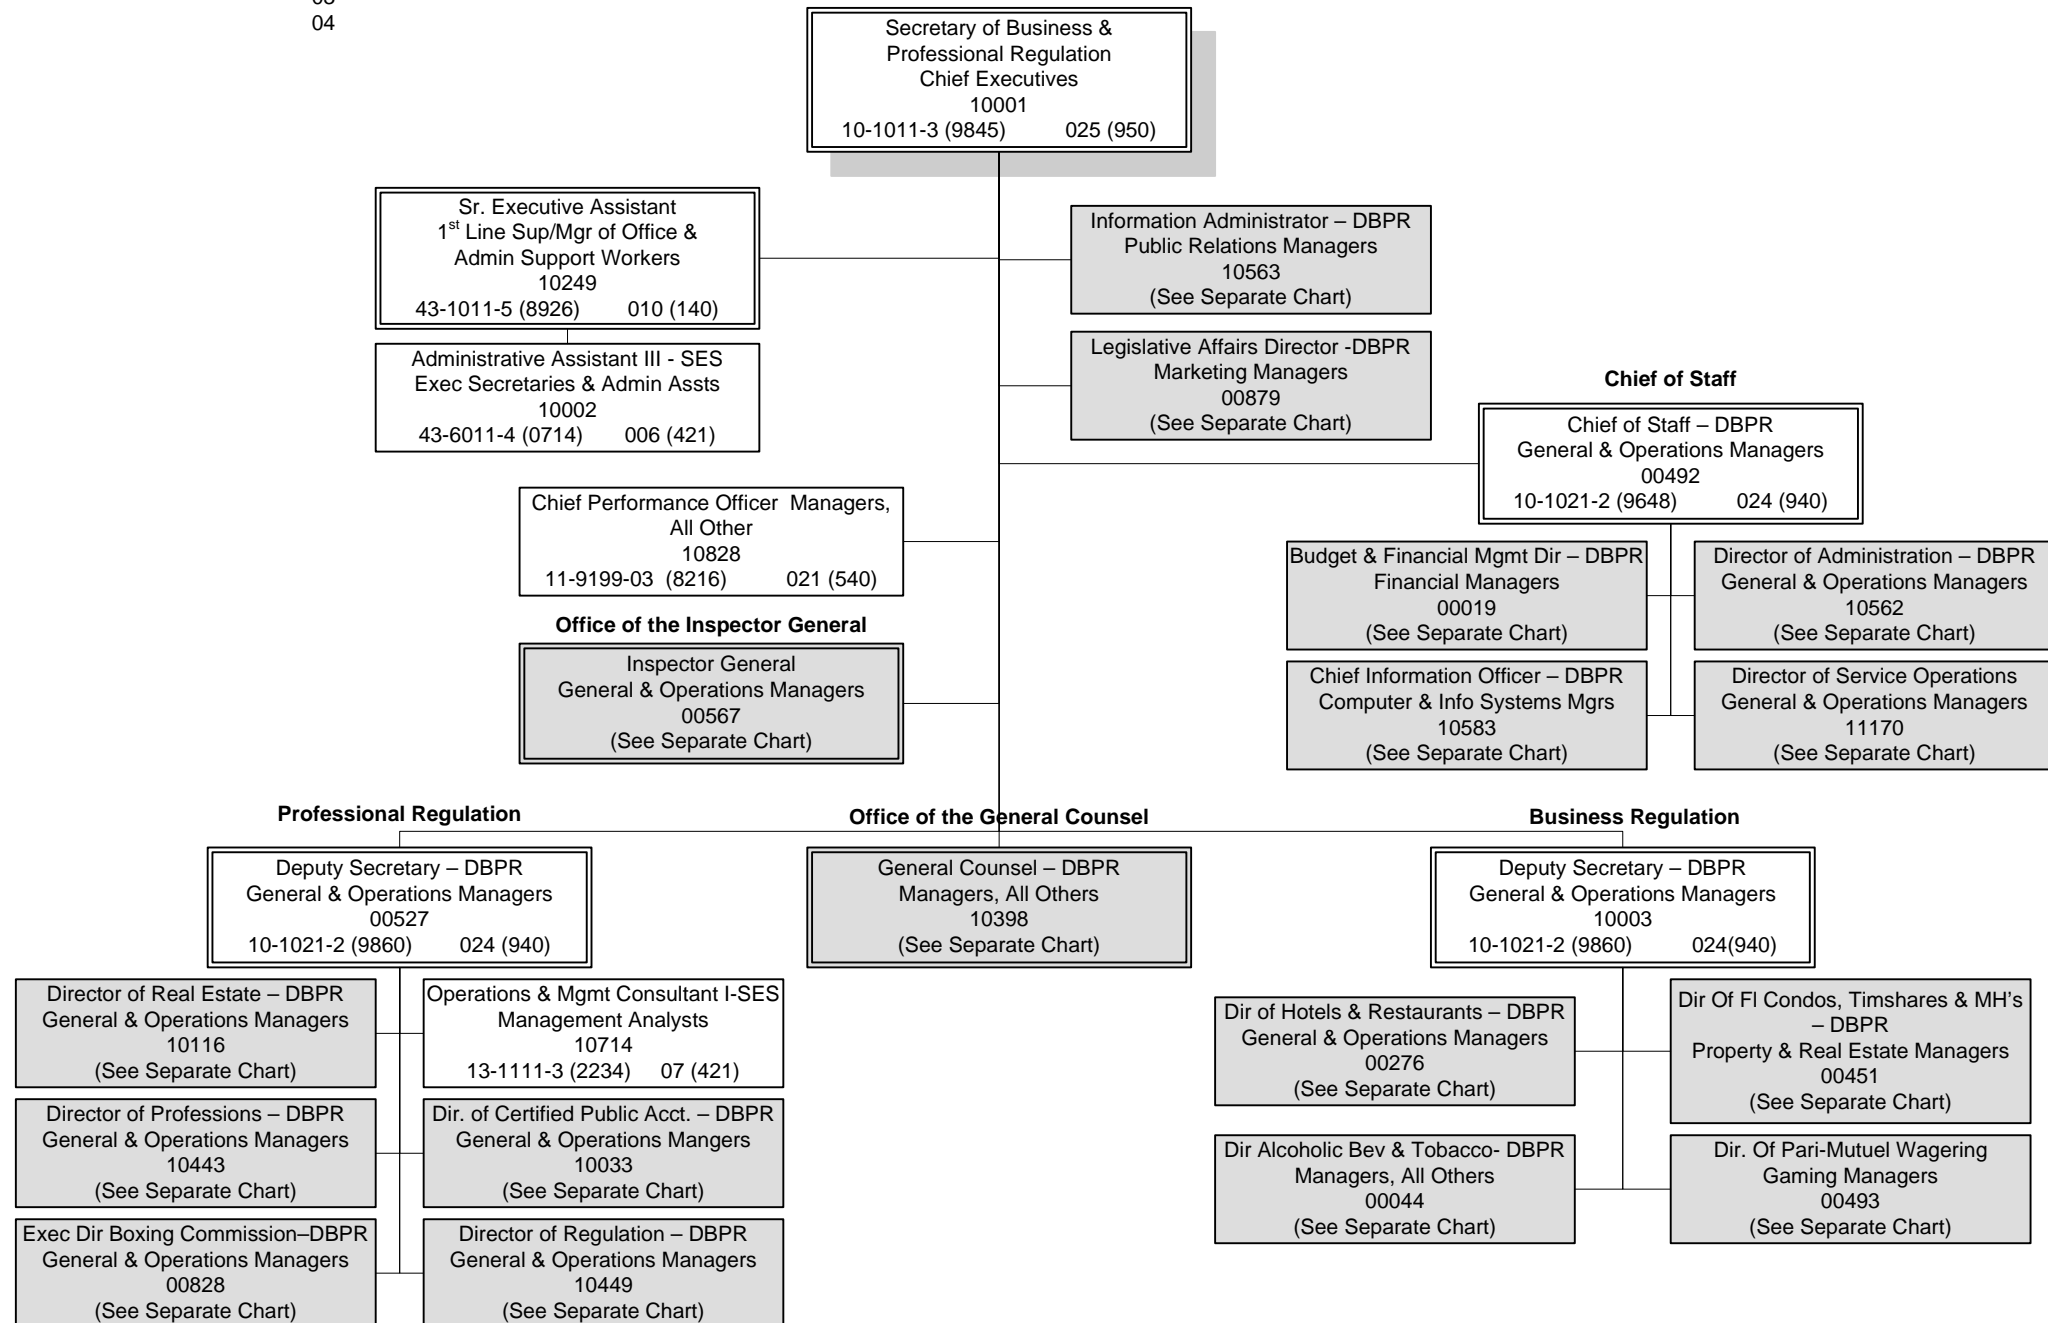 04
Secretary of Business &
Professional Regulation
Chief Executives
10001
10-1011-3 (9845) 025 (950)
Sr. Executive Assistant
1st Line Sup/Mgr of Office &
Admin Support Workers
10249
43-1011-5 (8926) 010 (140)
Administrative Assistant III - SES
Exec Secretaries & Admin Assts
10002
43-6011-4 (0714) 006 (421)
Information Administrator – DBPR
Public Relations Managers
10563
(See Separate Chart)
Legislative Affairs Director -DBPR
Marketing Managers
00879
(See Separate Chart)
Chief of Staff
Chief of Staff – DBPR
General & Operations Managers
00492
10-1021-2 (9648) 024 (940)
Chief Performance Officer Managers,
All Other
10828
11-9199-03 (8216) 021 (540)
Budget & Financial Mgmt Dir – DBPR
Financial Managers
00019
(See Separate Chart)
Director of Administration – DBPR
General & Operations Managers
10562
(See Separate Chart)
Office of the Inspector General
Inspector General
General & Operations Managers
00567
(See Separate Chart)
Chief Information Officer – DBPR
Computer & Info Systems Mgrs
10583
(See Separate Chart)
Director of Service Operations
General & Operations Managers
11170
(See Separate Chart)
Professional Regulation
Deputy Secretary – DBPR
General & Operations Managers
00527
10-1021-2 (9860) 024 (940)
Office of the General Counsel
General Counsel – DBPR
Managers, All Others
10398
(See Separate Chart)
Business Regulation
Deputy Secretary – DBPR
General & Operations Managers
10003
10-1021-2 (9860) 024(940)
Director of Real Estate – DBPR
General & Operations Managers
10116
(See Separate Chart)
Operations & Mgmt Consultant I-SES
Management Analysts
10714
13-1111-3 (2234) 07 (421)
Director of Professions – DBPR
General & Operations Managers
10443
(See Separate Chart)
Dir. of Certified Public Acct. – DBPR
General & Operations Mangers
10033
(See Separate Chart)
Exec Dir Boxing Commission–DBPR
General & Operations Managers
00828
(See Separate Chart)
Director of Regulation – DBPR
General & Operations Managers
10449
(See Separate Chart)
Dir of Hotels & Restaurants – DBPR
General & Operations Managers
00276
(See Separate Chart)
Dir Of Fl Condos, Timshares & MH's
– DBPR
Property & Real Estate Managers
00451
(See Separate Chart)
Dir Alcoholic Bev & Tobacco- DBPR
Managers, All Others
00044
(See Separate Chart)
Dir. Of Pari-Mutuel Wagering
Gaming Managers
00493
(See Separate Chart)